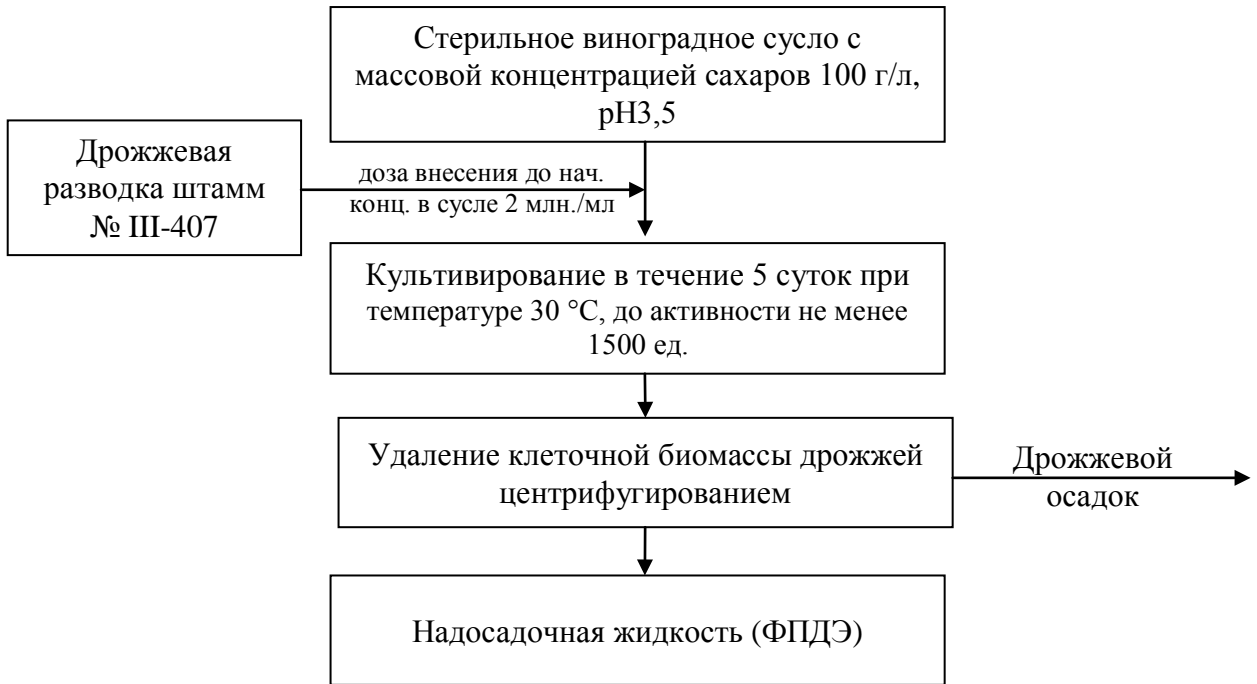 Стерильное виноградное сусло с
массовой концентрацией сахаров 100 г/л,
рН3,5
Дрожжевая
разводка штамм
№ III-407
доза внесения до нач.
конц. в сусле 2 млн./мл
Культивирование в течение 5 суток при
температуре 30 °С, до активности не менее
1500 ед.
Удаление клеточной биомассы дрожжей
центрифугированием
Дрожжевой
осадок
Надосадочная жидкость (ФПДЭ)